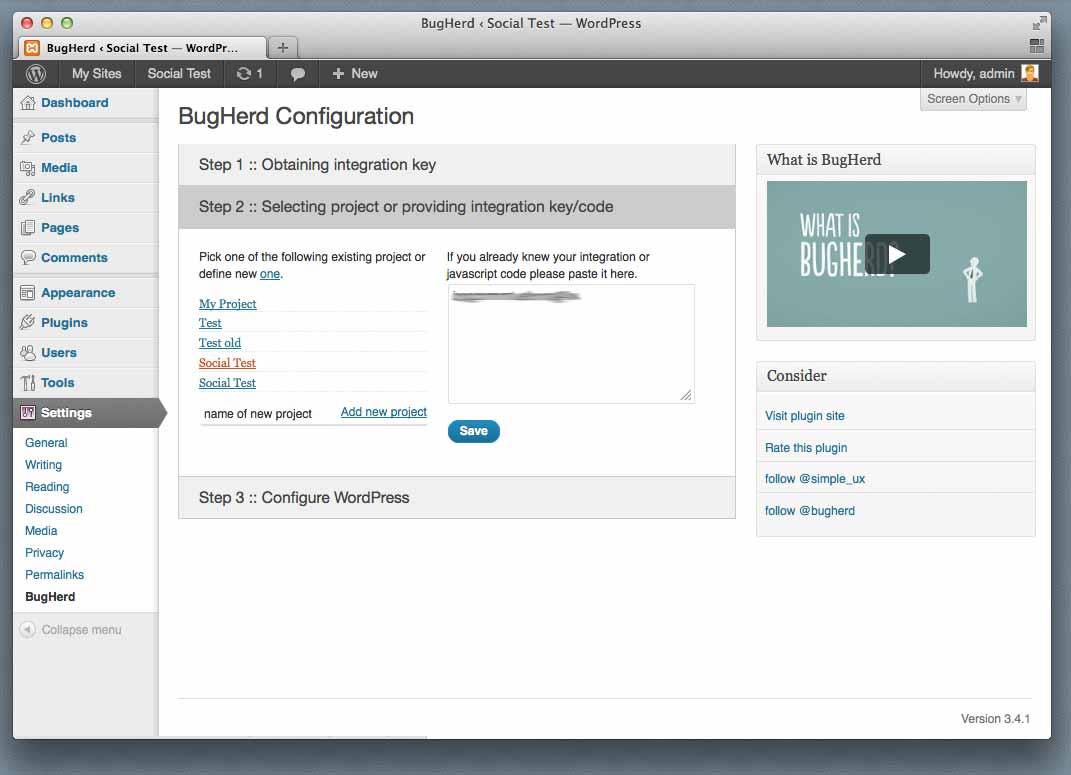 BugHerd ‹ Social Test — WordPress
BugHerd ‹ Social Test — WordPr...
My Sites
Social Test
1
New
Howdy, admin
Screen Options
Dashboard
Posts
Media
Links
Pages
Comments
Appearance
Plugins
Users
Tools
Settings
General
Writing
Reading
Discussion
Media
Privacy
Permalinks
BugHerd
Collapse menu
BugHerd Configuration
Step 1 :: Obtaining integration key
Step 2 :: Selecting project or providing integration key/code
Pick one of the following existing project or
define new one.
My Project
Test
Test old
Social Test
Social Test
name of new project
Add new project
If you already knew your integration or
javascript code please paste it here.
Save
Step 3 :: Configure WordPress
What is BugHerd
WHAT IS
BUGHERD?
Consider
Visit plugin site
Rate this plugin
follow @simple_ux
follow @bugherd
Version 3.4.1